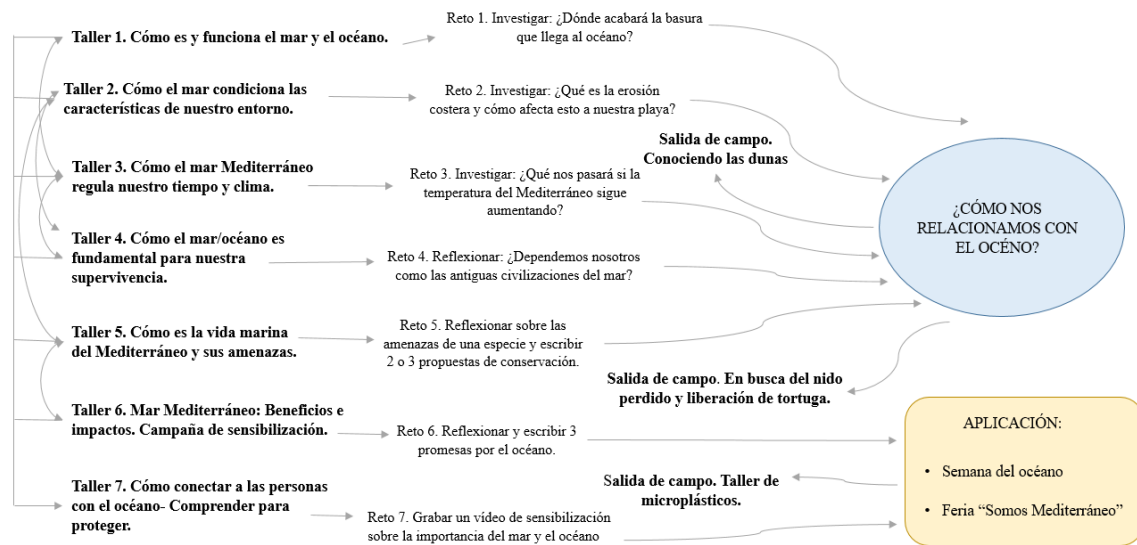 Taller 1. Cómo es y funciona el mar y el océano.
Reto 1. Investigar: ¿Dónde acabará la basura
que llega al océano?
Taller 2. Cómo el mar condiciona las
características de nuestro entorno.
Reto 2. Investigar: ¿Qué es la erosión
costera y cómo afecta esto a nuestra playa?
Salida de campo.
Conociendo las dunas
Taller 3. Cómo el mar Mediterráneo
regula nuestro tiempo y clima.
Reto 3. Investigar: ¿Qué nos pasará si la
temperatura del Mediterráneo sigue
aumentando?
¿CÓMO NOS
RELACIONAMOS CON
EL OCÉNO?
Taller 4. Cómo el mar/océano es
fundamental para nuestra
supervivencia.
Reto 4. Reflexionar: ¿Dependemos nosotros
como las antiguas civilizaciones del mar?
Taller 5. Cómo es la vida marina
del Mediterráneo y sus amenazas.
Reto 5. Reflexionar sobre las
amenazas de una especie y escribir
2 o 3 propuestas de conservación.
Salida de campo. En busca del nido
perdido y liberación de tortuga.
Taller 6. Mar Mediterráneo: Beneficios e
impactos. Campaña de sensibilización.
Reto 6. Reflexionar y escribir 3
promesas por el océano.
APLICACIÓN:
• Semana del océano
• Feria “Somos Mediterráneo”
Salida de campo. Taller de
microplásticos.
Taller 7. Cómo conectar a las personas
con el océano- Comprender para
proteger.
Reto 7. Grabar un vídeo de sensibilización
sobre la importancia del mar y el océano